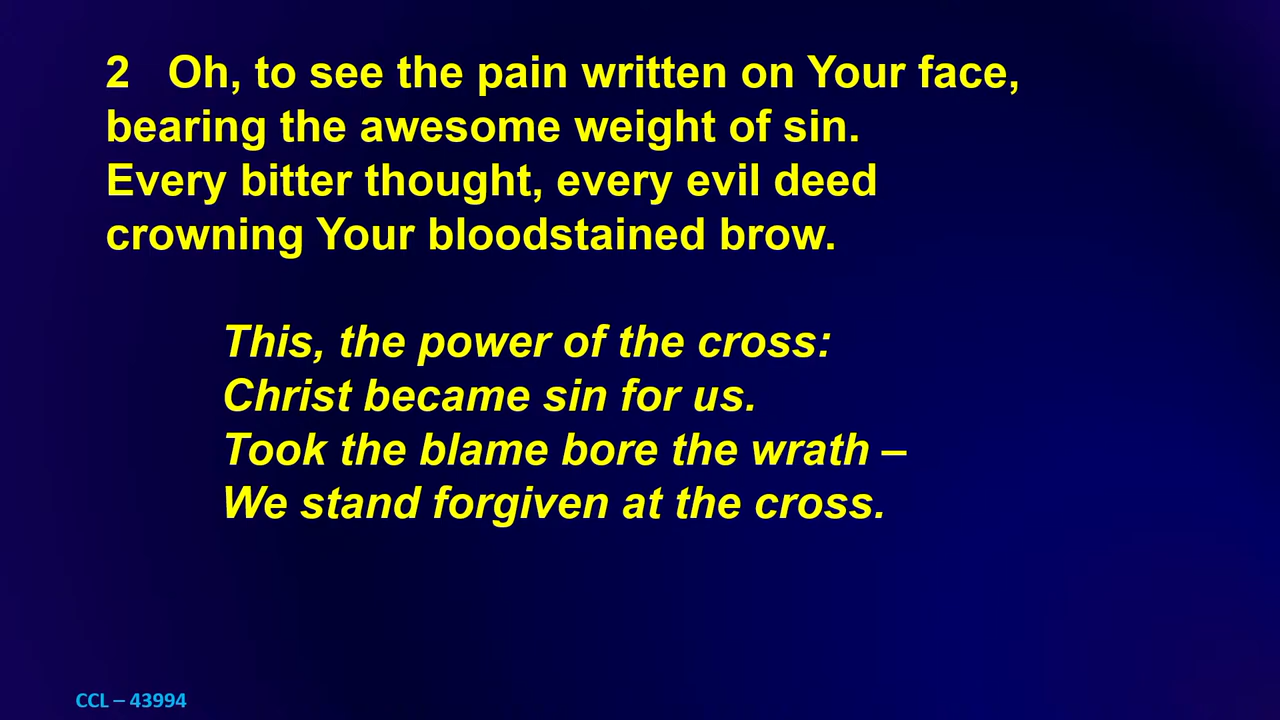 2 Oh, to see the pain written on Your face,
bearing the awesome weight of sin.
Every bitter thought, every evil deed
crowning Your bloodstained brow.
This, the power of the cross:
Christ became sin for us.
Took the blame bore the wrath –
We stand forgiven at the cross.
CCL – 43994